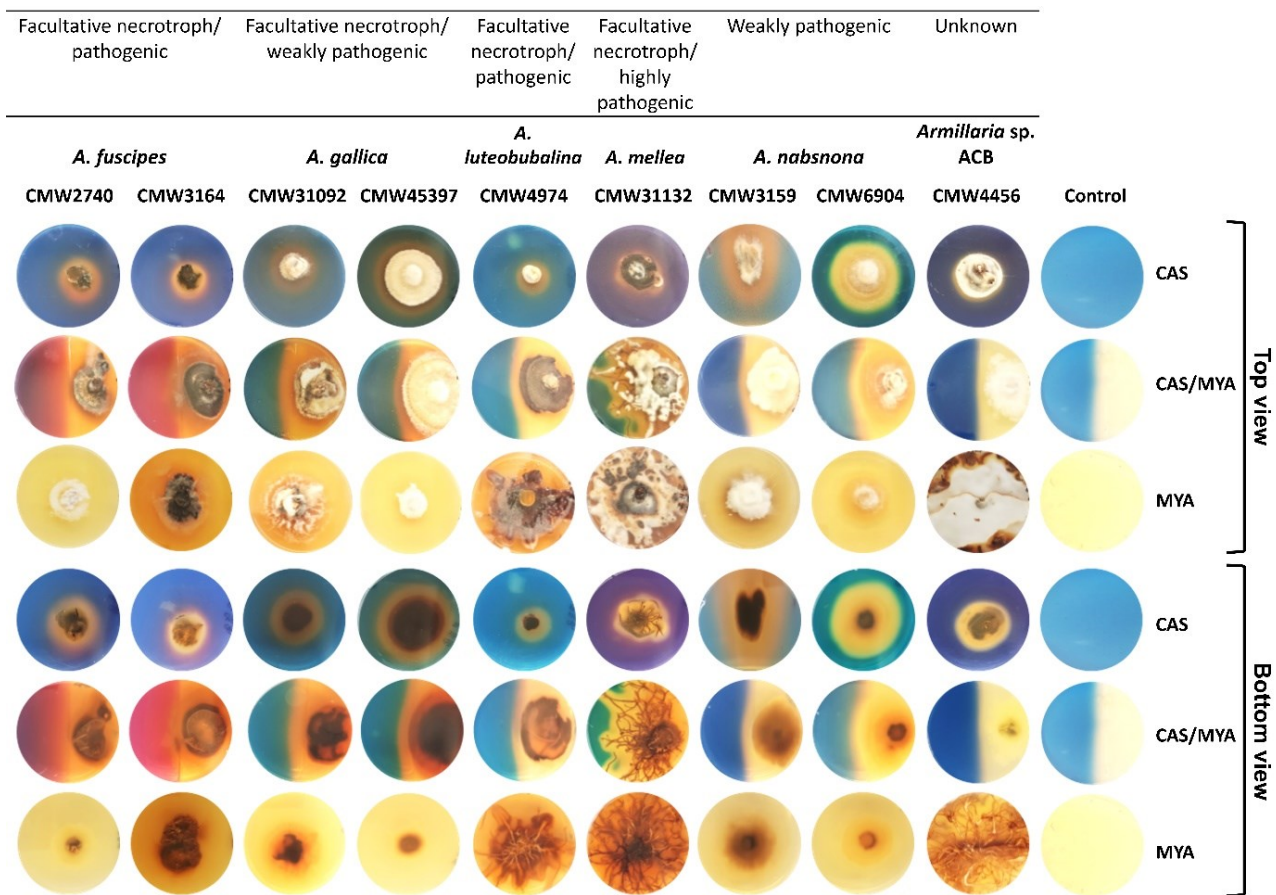 Facultative necrotroph/ Facultative necrotroph/ Facultative Facultative Weakly pathogenic Unknown
pathogenic weakly pathogenic necrotroph/ necrotroph/
pathogenic highly
pathogenic
A. fuscipes A. gallica A. luteobubalina A. mellea A. nabsnona Armillaria sp. ACB
CMW2740 CMW3164 CMW31092 CMW45397 CMW4974 CMW31132 CMW3159 CMW6904 CMW4456 Control
CAS
CAS/MYA
MYA
Top view
CAS
CAS/MYA
MYA
Bottom view